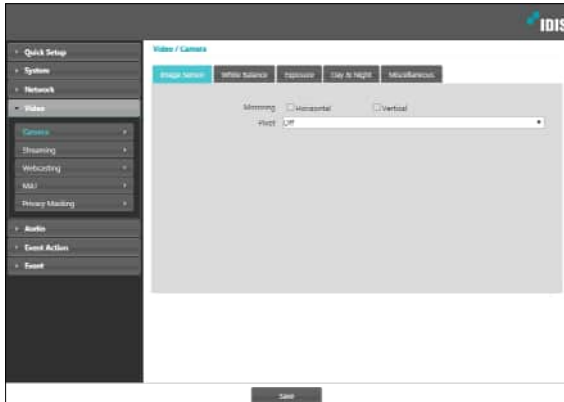 IDIS
Quick Setup
System
Network
Video
Camera
Streaming
Webcasting
MAT
Privacy Masking
Audio
Event Action
Event
Video / Camera
Image Sensor White Balance Exposure Day & Night Miscellaneous
Mirroring Horizontal Vertical
Pivot Off
Save